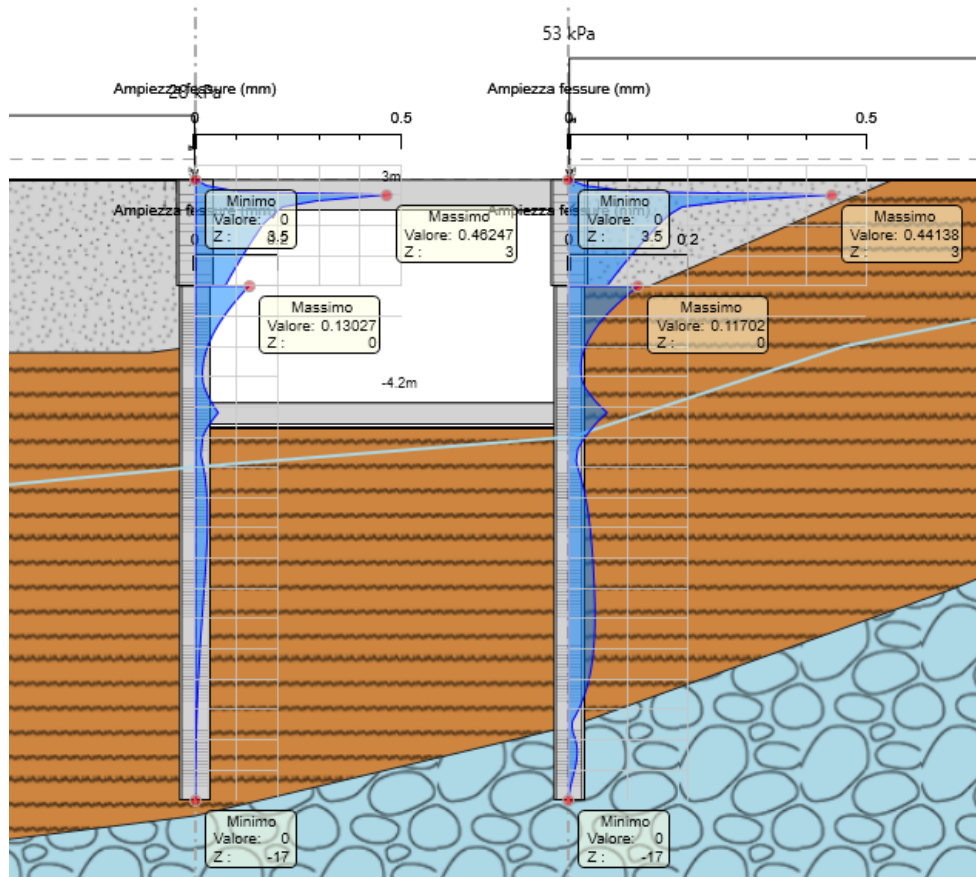 53 kPa
Ampiezza fessure (mm)
Ampiezza fessure (mm)
0
0.5
0
0.5
3m
Minimo
Valore: 0
Z : 3.5
Massimo
Valore: 0.46247
Z : 3
Minimo
Valore: 0
Z : 3.5
Massimo
Valore: 0.44138
Z : 3
0.2
Massimo
Valore: 0.13027
Z : 0
Massimo
Valore: 0.11702
Z : 0
-4.2m
Minimo
Valore: 0
Z : -17
Minimo
Valore: 0
Z : -17